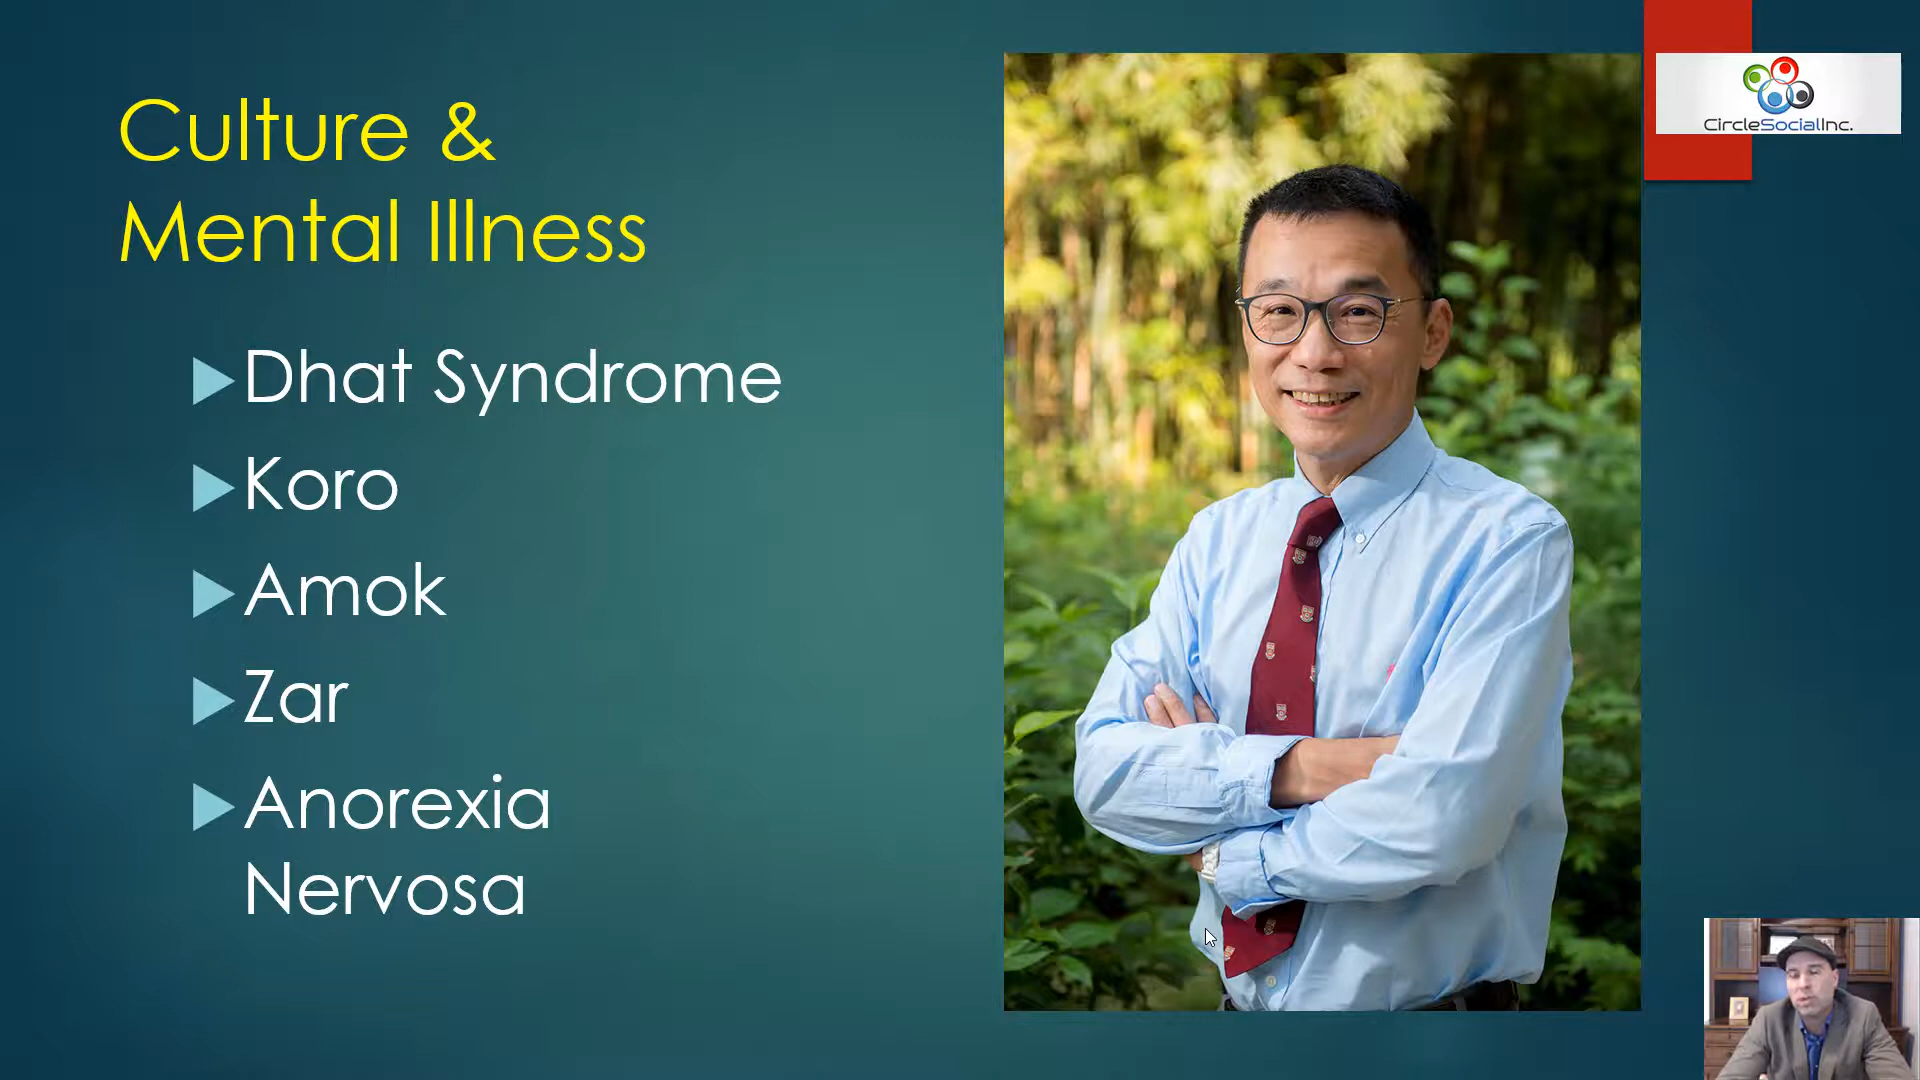 Culture &
Mental Illness
Dhat Syndrome
Koro
Amok
Zar
Anorexia
Nervosa
CircleSocialInc.